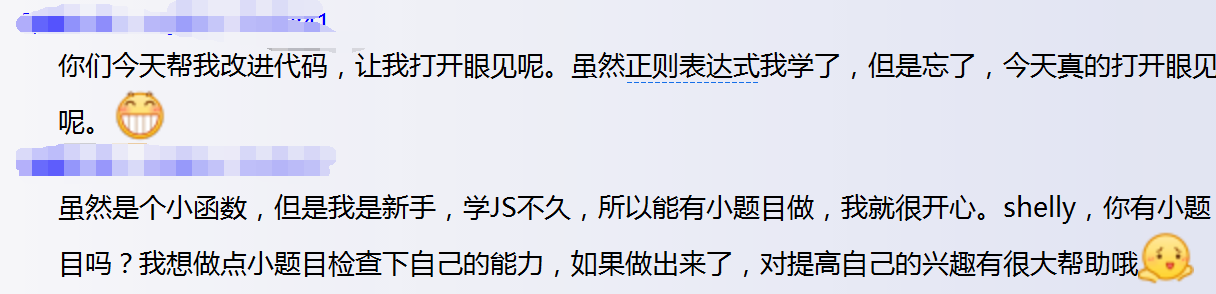 你们今天帮我改进代码，让我打开眼见呢。虽然正则表达式我学了，但是忘了，今天真的打开眼见
呢。
虽然是个小函数，但是我是新手，学JS不久，所以能有小题目做，我就很开心。shelly，你有小题
目吗？我想做点小题目检查下自己的能力，如果做出来了，对提高自己的兴趣有很大帮助哦